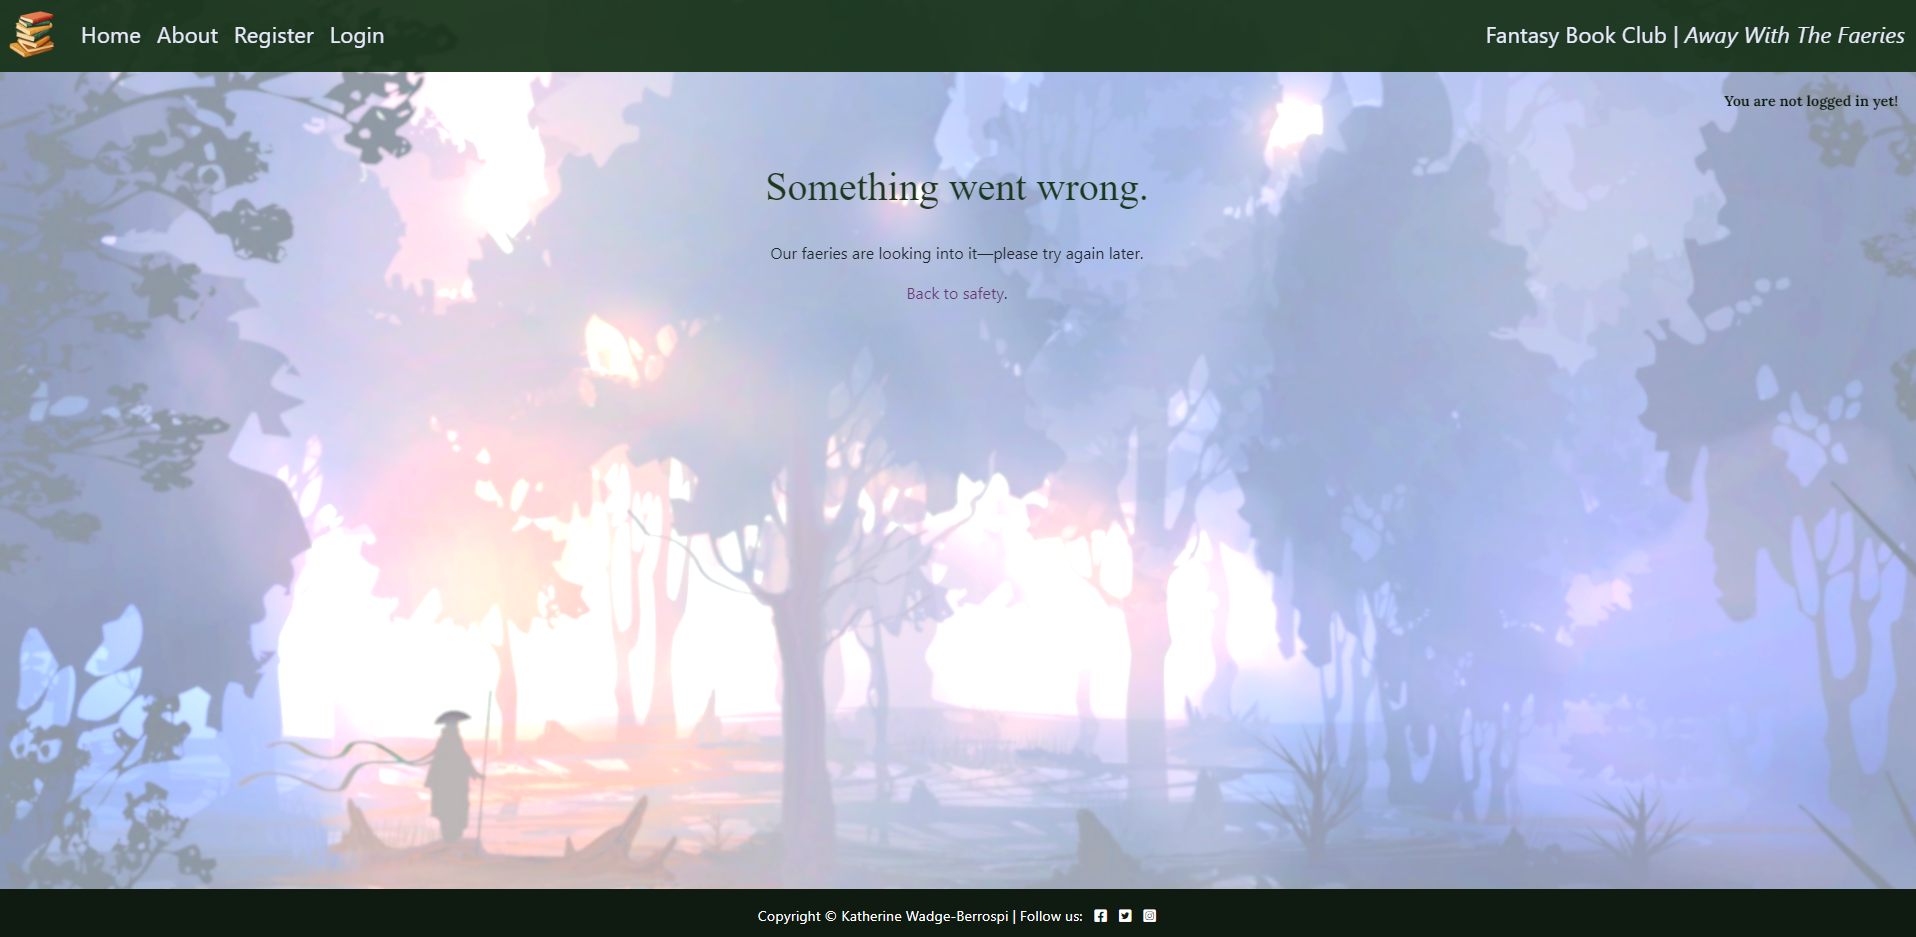 Home About Register Login
Fantasy Book Club | Away With The Faeries
You are not logged in yet!
Something went wrong.
Our faeries are looking into it—please try again later.
Back to safety.
Copyright © Katherine Wadge-Berrospi | Follow us: